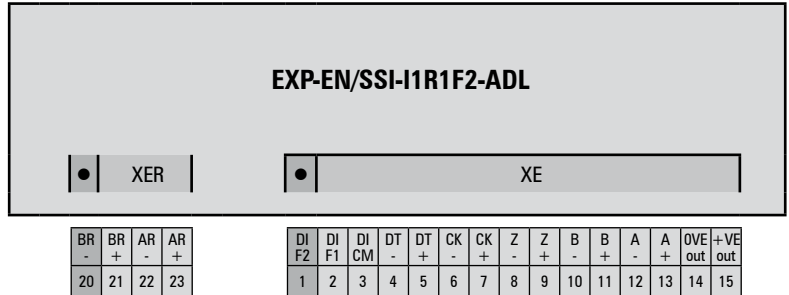 EXP-EN/SSI-I1R1F2-ADL
● XER ● XE
BR - BR + AR - AR + DI F2 DI F1 DI CM DT - DT + CK - CK + Z - Z + B - B + A - A + 0VE out +VE out
20 21 22 23 1 2 3 4 5 6 7 8 9 10 11 12 13 14 15